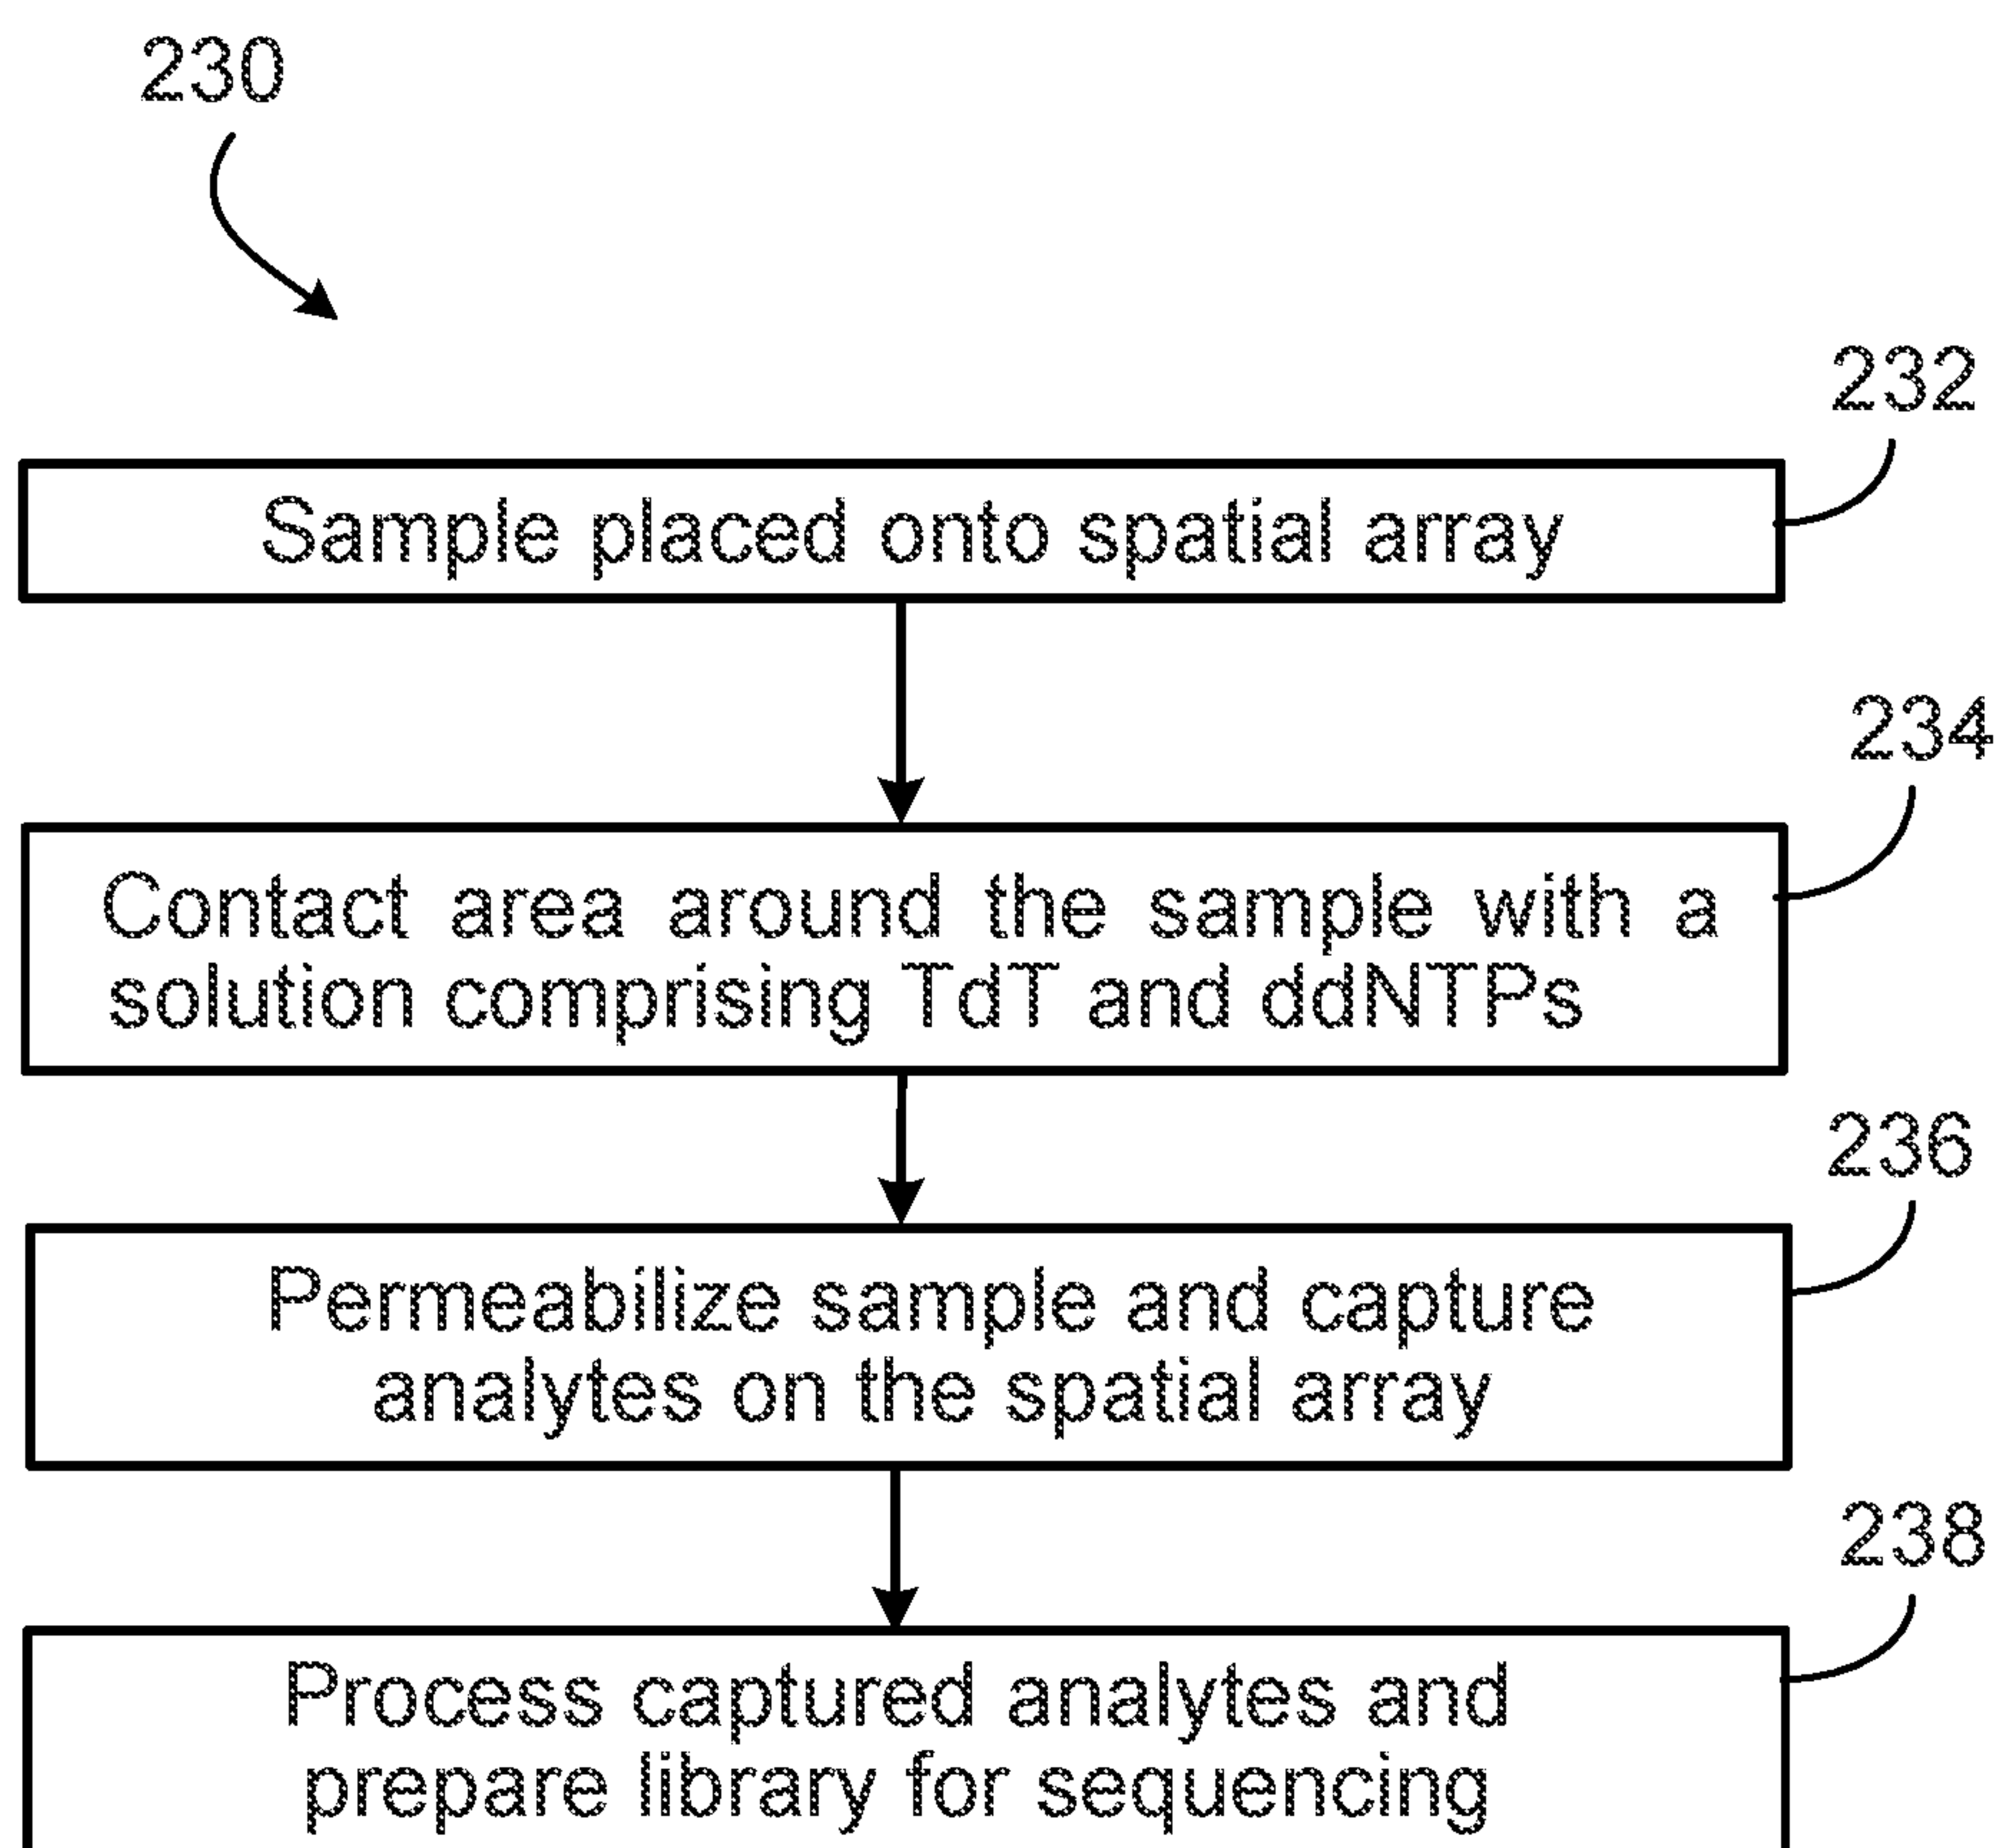 230
232
Sample placed onto spatial array
234
Contact area around the sample with a
solution comprising TdT and ddNTPs
236
Permeabilize sample and capture
analytes on the spatial array
238
Process captured analytes and
prepare library for sequencing